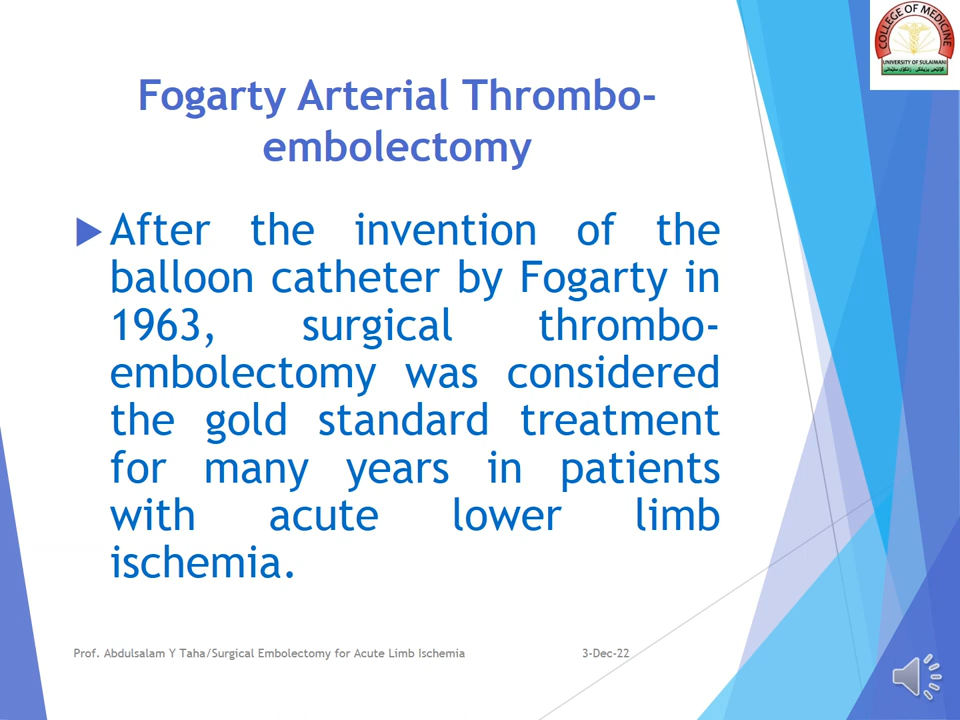 COLLEGE OF MEDICINE
UNIVERSITY OF SULAIMANI
Fogarty Arterial Thrombo-
embolectomy
After the invention of the
balloon catheter by Fogarty in
1963, surgical thrombo-
embolectomy was considered
the gold standard treatment
for many years in patients
with acute lower limb
ischemia.
Prof. Abdulsalam Y Taha/Surgical Embolectomy for Acute Limb Ischemia
3-Dec-22